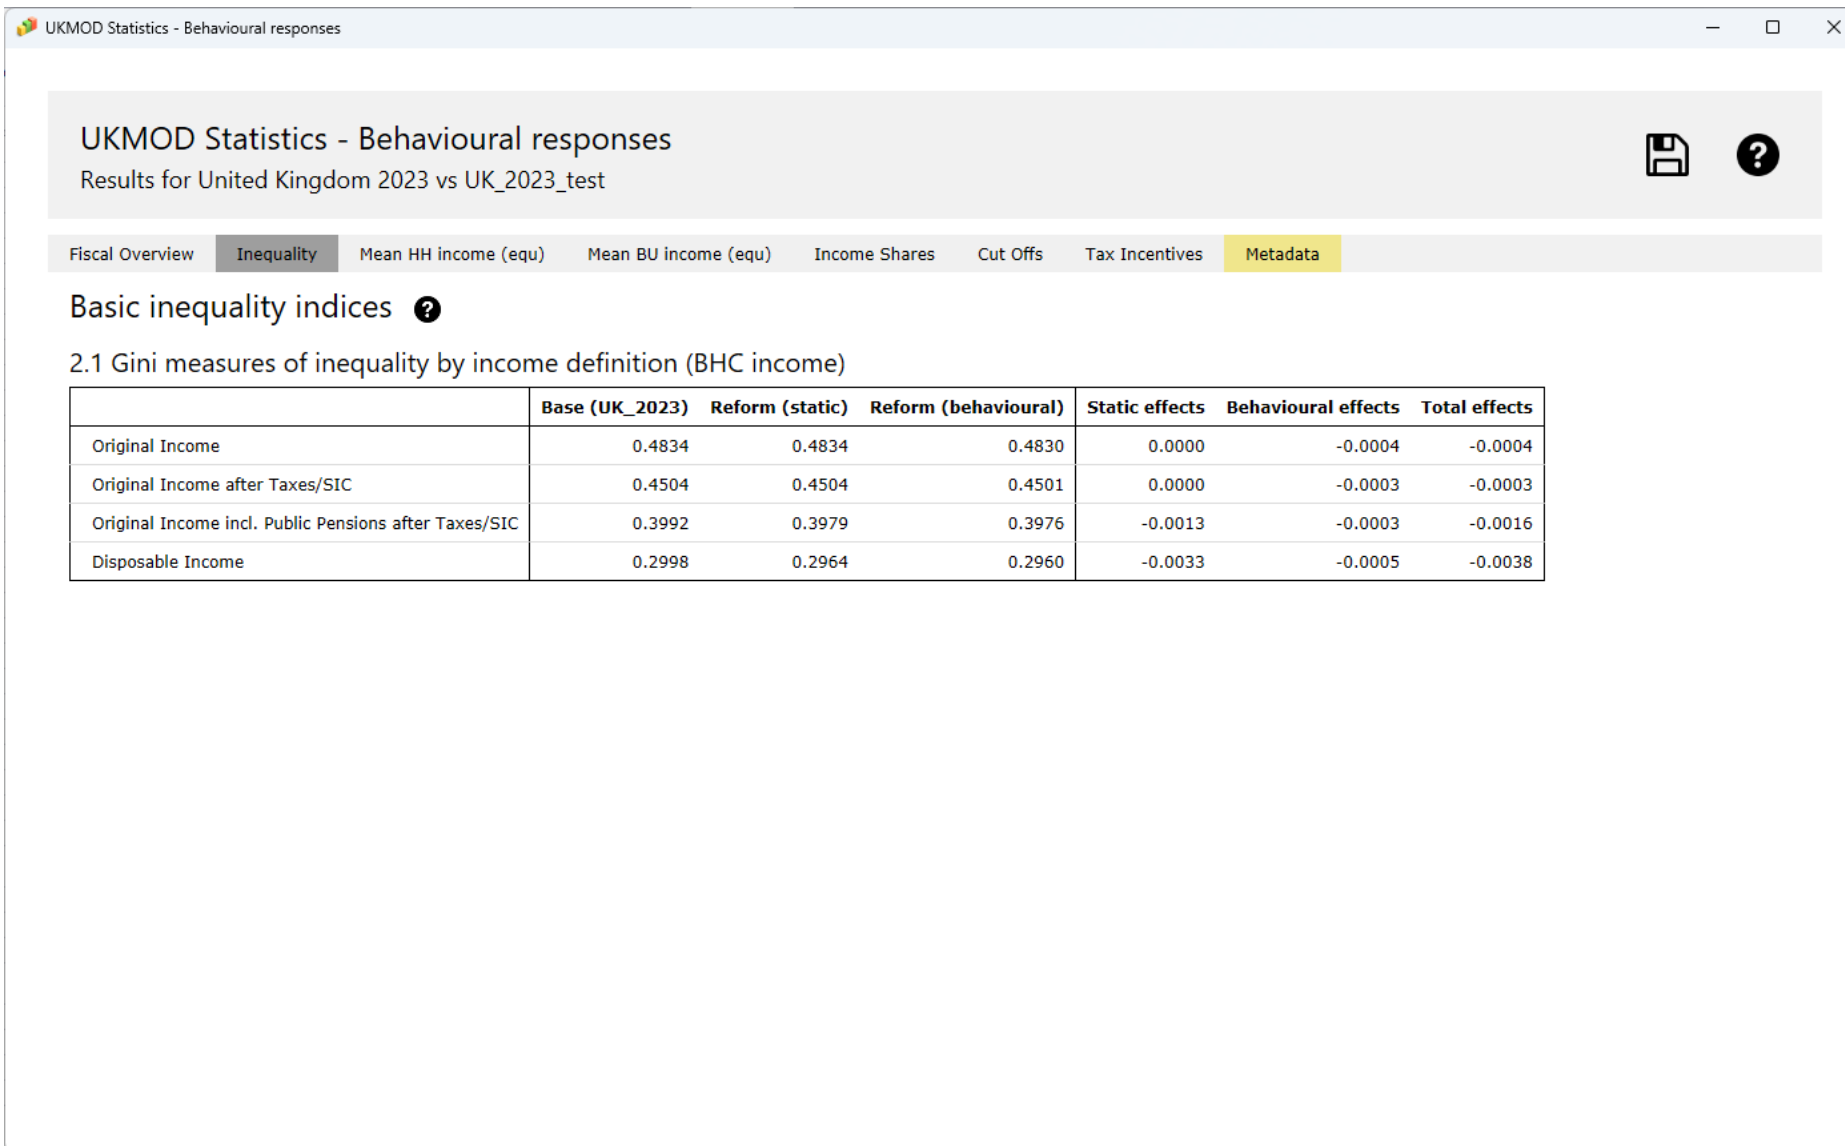 UKMOD Statistics - Behavioural responses
UKMOD Statistics - Behavioural responses
Results for United Kingdom 2023 vs UK_2023_test
Fiscal Overview Inequality Mean HH income (equ) Mean BU income (equ) Income Shares Cut Offs Tax Incentives Metadata
Basic inequality indices ?
2.1 Gini measures of inequality by income definition (BHC income)
Base (UK_2023) Reform (static) Reform (behavioural) Static effects Behavioural effects Total effects
Original Income 0.4834 0.4834 0.4830 0.0000 -0.0004 -0.0004
Original Income after Taxes/SIC 0.4504 0.4504 0.4501 0.0000 -0.0003 -0.0003
Original Income incl. Public Pensions after Taxes/SIC 0.3992 0.3979 0.3976 -0.0013 -0.0003 -0.0016
Disposable Income 0.2998 0.2964 0.2960 -0.0033 -0.0005 -0.0038